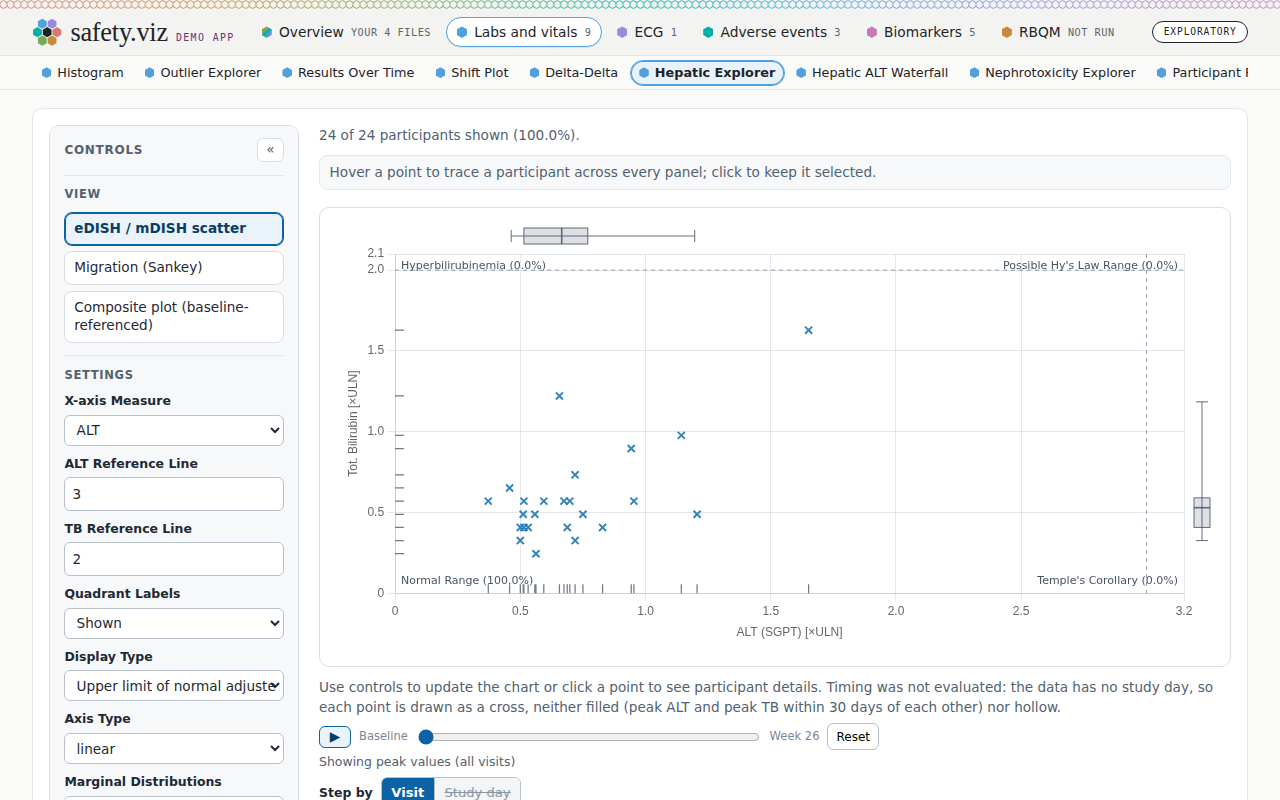 safety.viz DEMO APP Overview YOUR 4 FILES Labs and vitals 9 ECG 1 Adverse events 3 Biomarkers 5 RBQM NOT RUN EXPLORATORY
Histogram Outlier Explorer Results Over Time Shift Plot Delta-Delta Hepatic Explorer Hepatic ALT Waterfall Nephrotoxicity Explorer Participant
CONTROLS «
VIEW
eDISH / mDISH scatter
Migration (Sankey)
Composite plot (baseline-
referenced)
SETTINGS
X-axis Measure
ALT
ALT Reference Line
3
TB Reference Line
2
Quadrant Labels
Shown
Display Type
Upper limit of normal adjuste
Axis Type
linear
Marginal Distributions
24 of 24 participants shown (100.0%).
Hover a point to trace a participant across every panel; click to keep it selected.
2.1
2.0
1.5
1.0
0.5
0
Tot. Bilirubin [×ULN]
Hyperbilirubinemia (0.0%) Possible Hy's Law Range (0.0%)
Normal Range (100.0%) Temple's Corollary (0.0%)
0 0.5 1.0 1.5 2.0 2.5 3.2
ALT (SGPT) [×ULN]
Use controls to update the chart or click a point to see participant details. Timing was not evaluated: the data has no study day, so
each point is drawn as a cross, neither filled (peak ALT and peak TB within 30 days of each other) nor hollow.
▶ Baseline Week 26 Reset
Showing peak values (all visits)
Step by Visit Study day